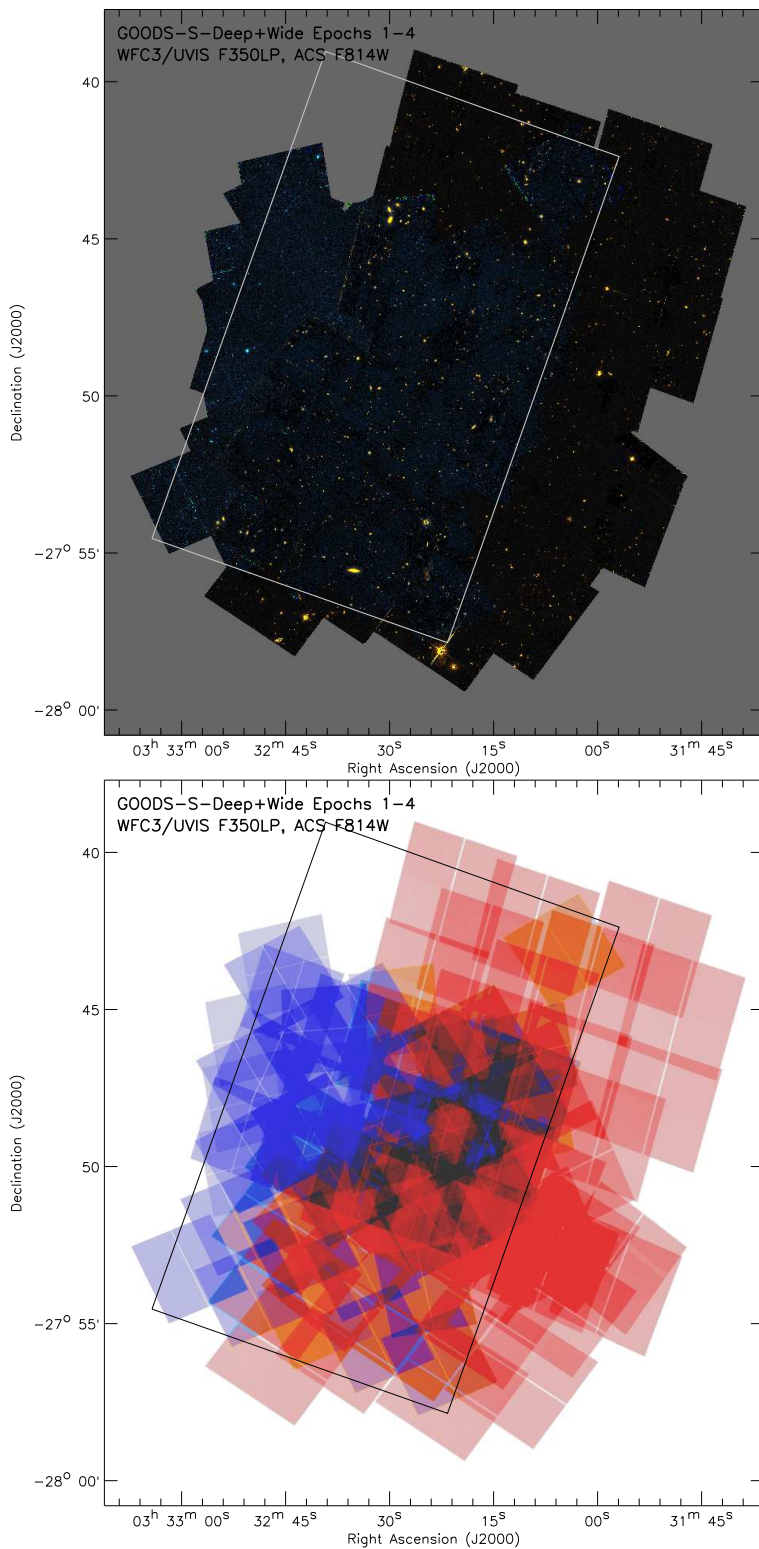 GOODS-S-Deep+Wide Epochs 1-4
WFC3/UVIS F350LP, ACS F814W
40
45
50
-27° 55'
-28° 00'
Declination (J2000)
03h 33m 00s 32m 45s 30s 15s 00s 31m 45s
Right Ascension (J2000)
GOODS-S-Deep+Wide Epochs 1-4
WFC3/UVIS F350LP, ACS F814W
40
45
50
-27° 55'
-28° 00'
Declination (J2000)
03h 33m 00s 32m 45s 30s 15s 00s 31m 45s
Right Ascension (J2000)